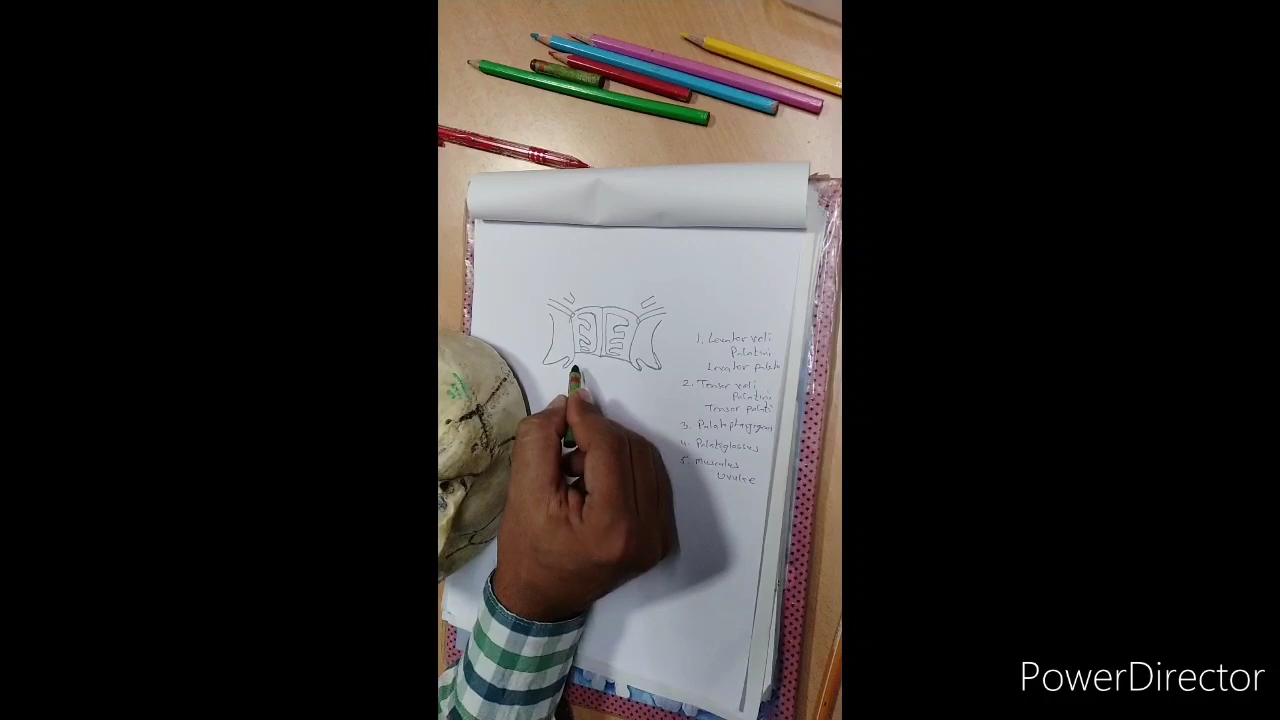 1. Levator veli
Palatini
Levator palati
2. Tensor veli
Palatini
Tensor palati
3. Palatopharyngeus
4. Palatoglossus
5. Musculus
Uvulae
PowerDirector